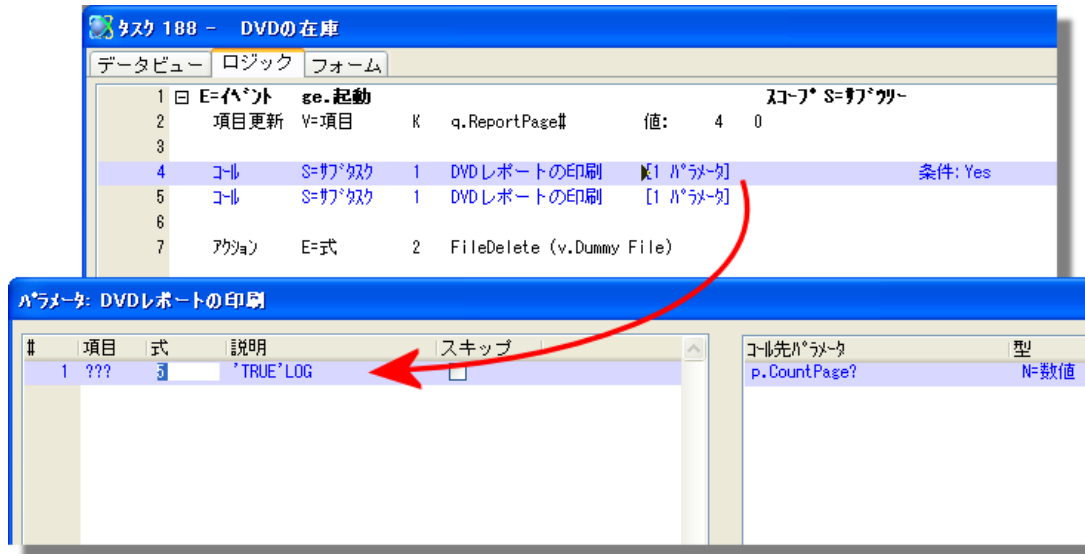 タスク 188 - DVDの在庫
データビュー ロジック フォーム
1 E=イベント ge.起動 スコープ S=サブツリー
2 項目更新 V=項目 K q.ReportPage# 値: 4 0
3
4 コール S=サブタスク 1 DVDレポートの印刷 [1 パラメータ] 条件: Yes
5 コール S=サブタスク 1 DVDレポートの印刷 [1 パラメータ]
6
7 アクション E=式 2 FileDelete (v.Dummy File)
パラメータ: DVDレポートの印刷
# 項目 式 説明 スキップ コール先パラメータ 型
1 ??? 5 'TRUE'LOG p.CountPage? N=数値